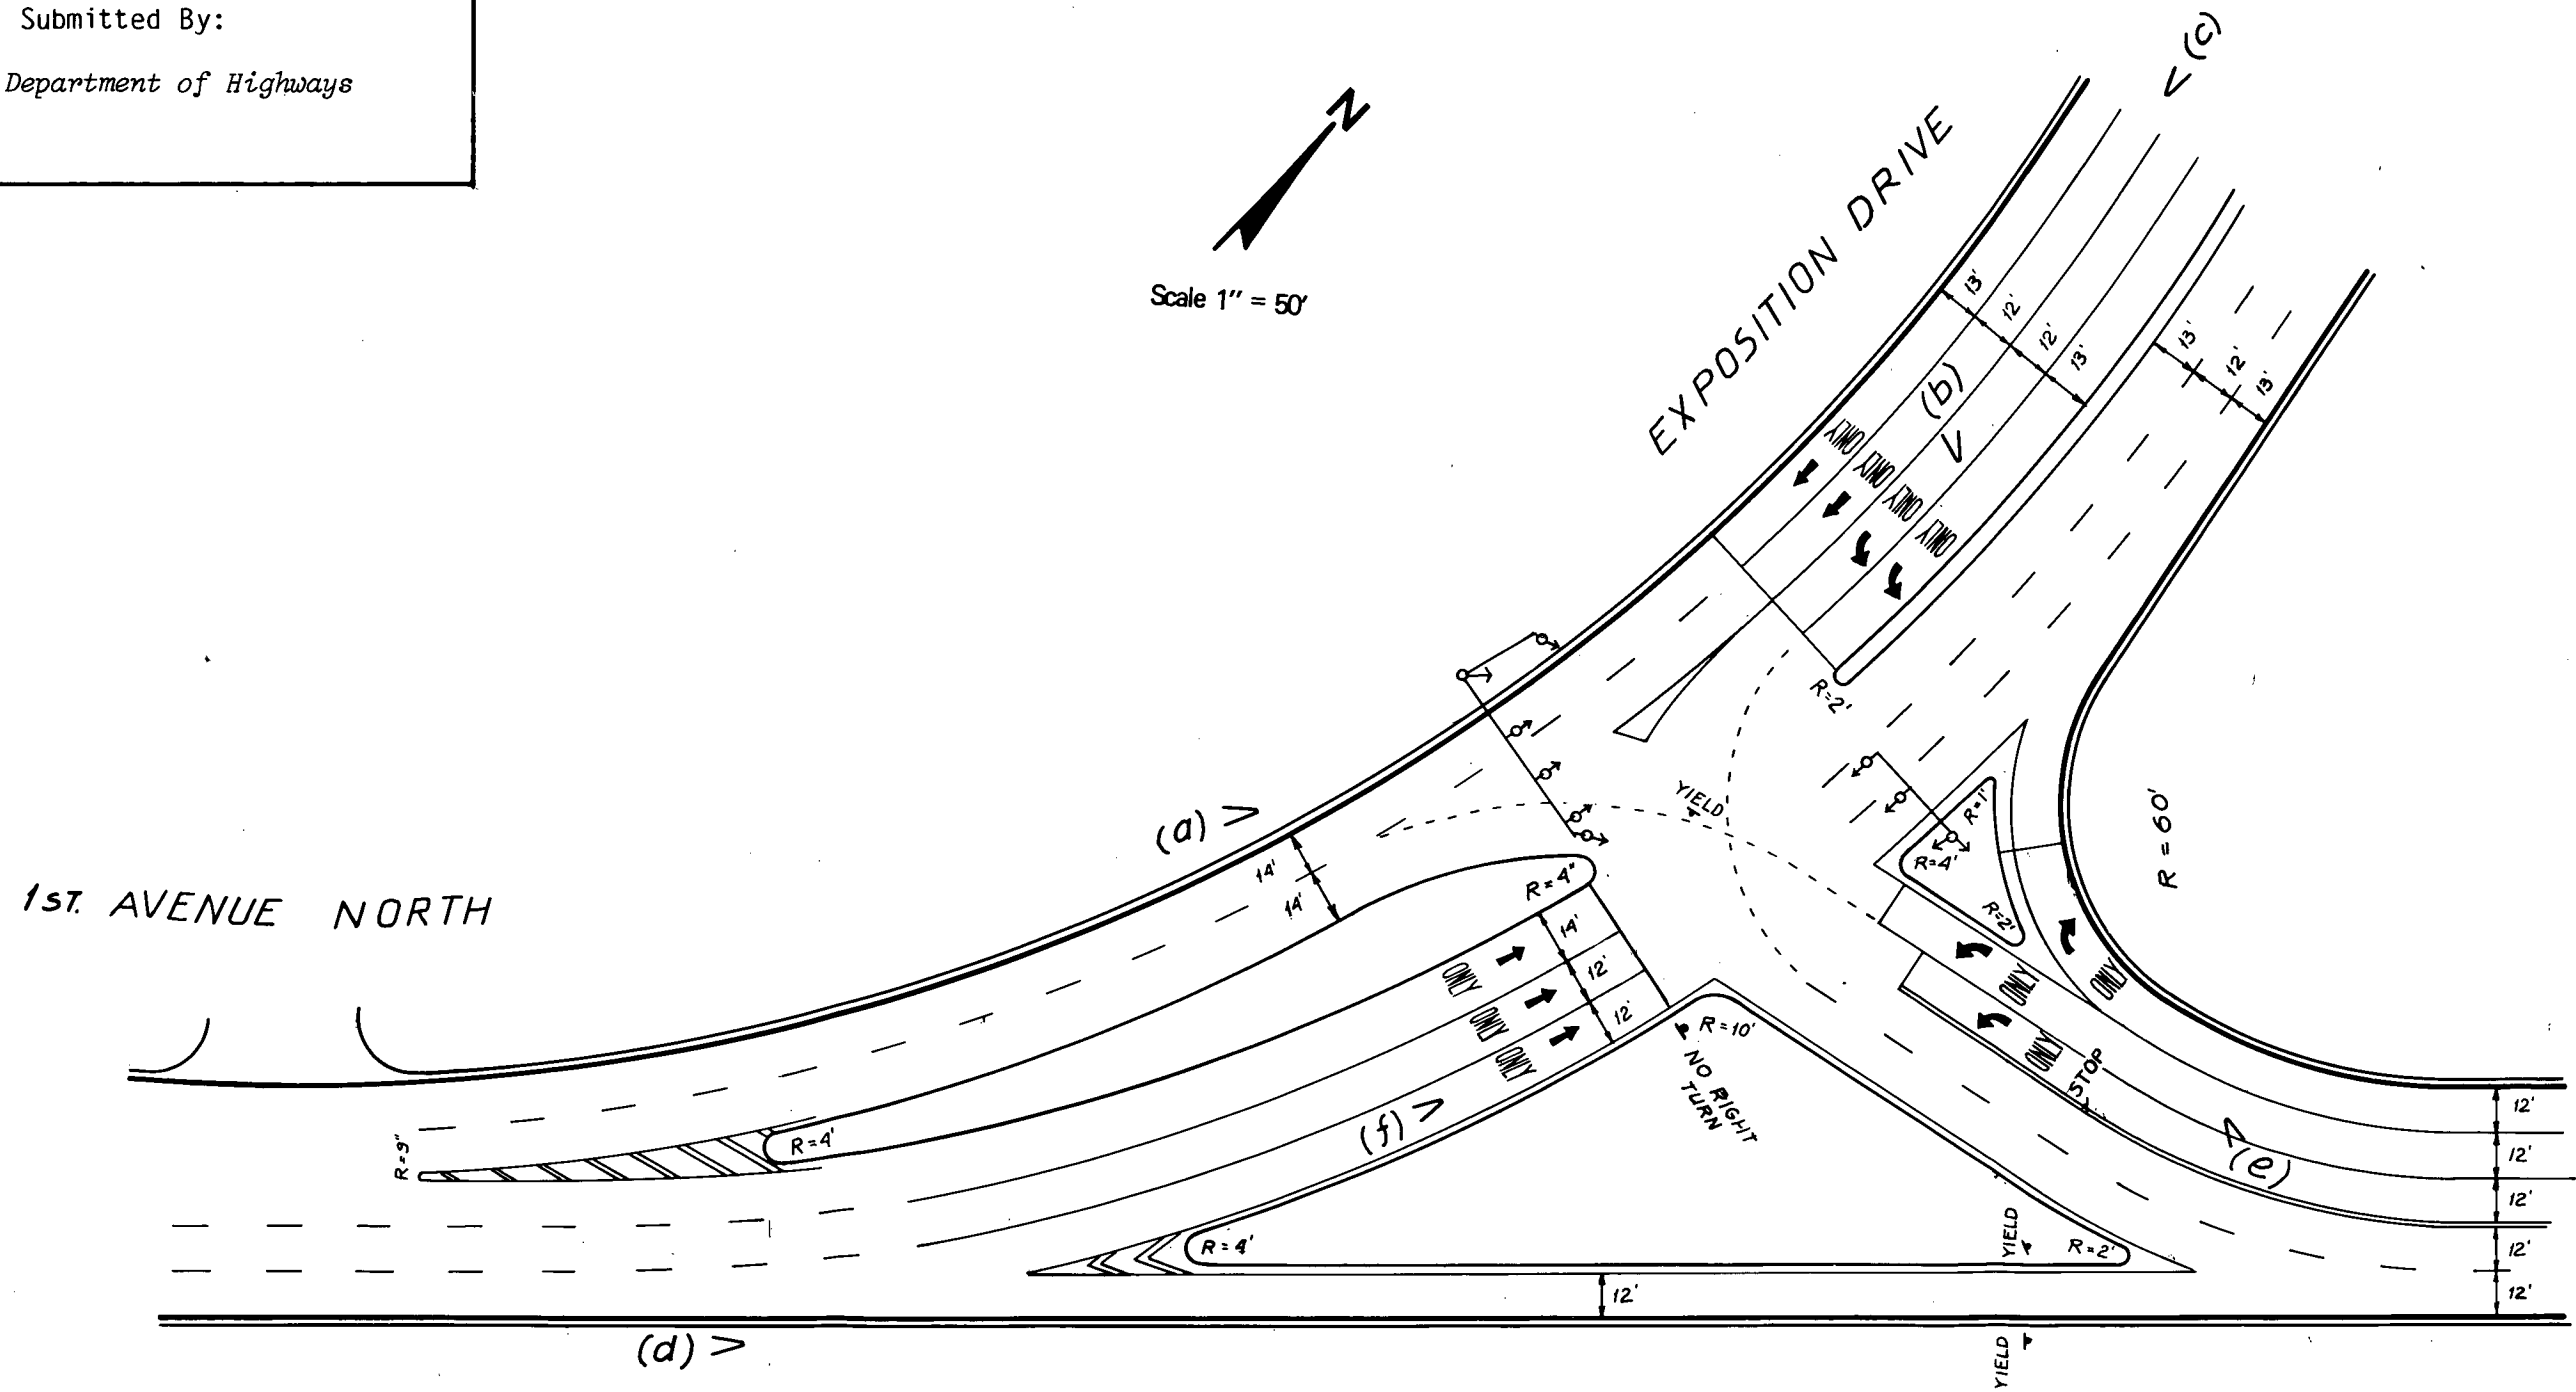 Submitted By:
Department of Highways
N
Scale 1" = 50'
EXPOSITION DRIVE
(c)
13'
12'
12'
13'
13'
12'
13'
(b)
ONLY
ONLY
ONLY
ONLY
R=2'
YIELD
R=1'
R=4'
R=2'
R = 60'
(a)
14'
14'
1ST. AVENUE NORTH
R=4"
14'
12'
12'
ONLY
ONLY
ONLY
R=10'
NO RIGHT
TURN
ONLY
ONLY
ONLY
STOP
(e)
12'
12'
12'
12'
12'
R=9"
R=4'
(f)
R=4'
YIELD
R=2'
12'
(d)
YIELD